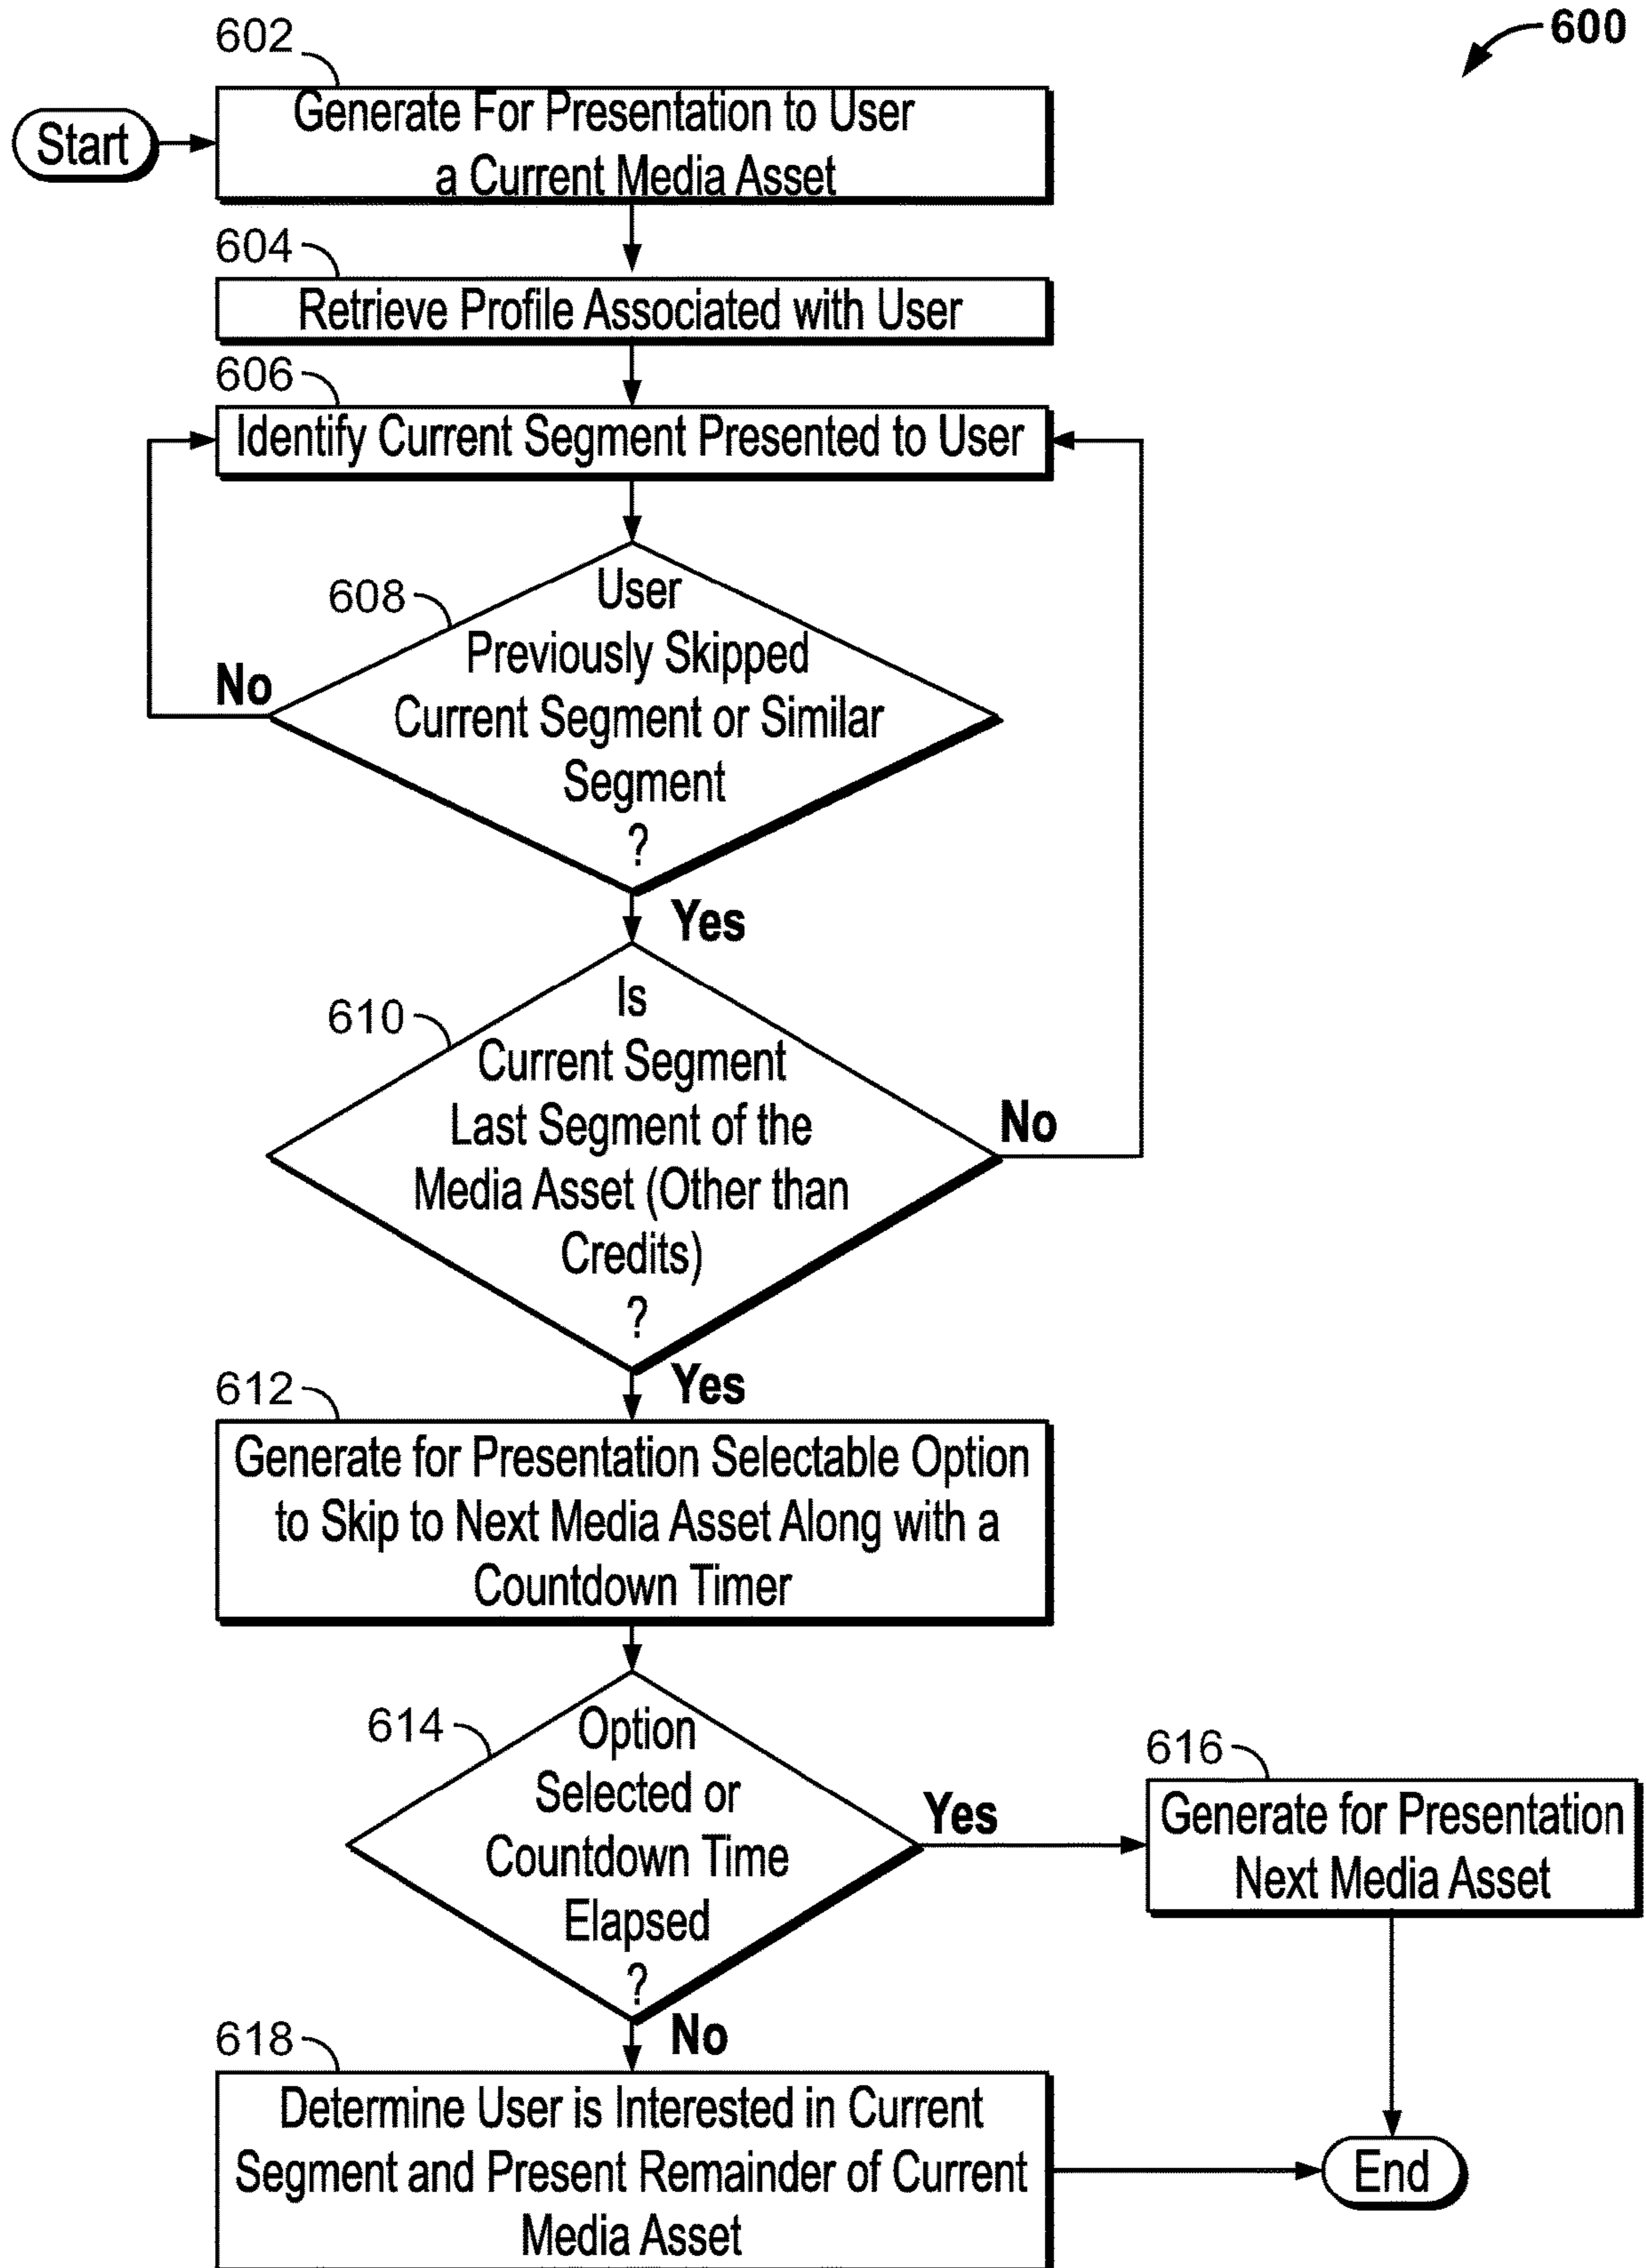 600
602
Start
Generate For Presentation to User
a Current Media Asset
604
Retrieve Profile Associated with User
606
Identify Current Segment Presented to User
608
User
Previously Skipped
Current Segment or Similar
Segment
?
No
Yes
610
Is
Current Segment
Last Segment of the
Media Asset (Other than
Credits)
?
No
Yes
612
Generate for Presentation Selectable Option
to Skip to Next Media Asset Along with a
Countdown Timer
614
Option
Selected or
Countdown Time
Elapsed
?
Yes
616
Generate for Presentation
Next Media Asset
No
618
Determine User is Interested in Current
Segment and Present Remainder of Current
Media Asset
End